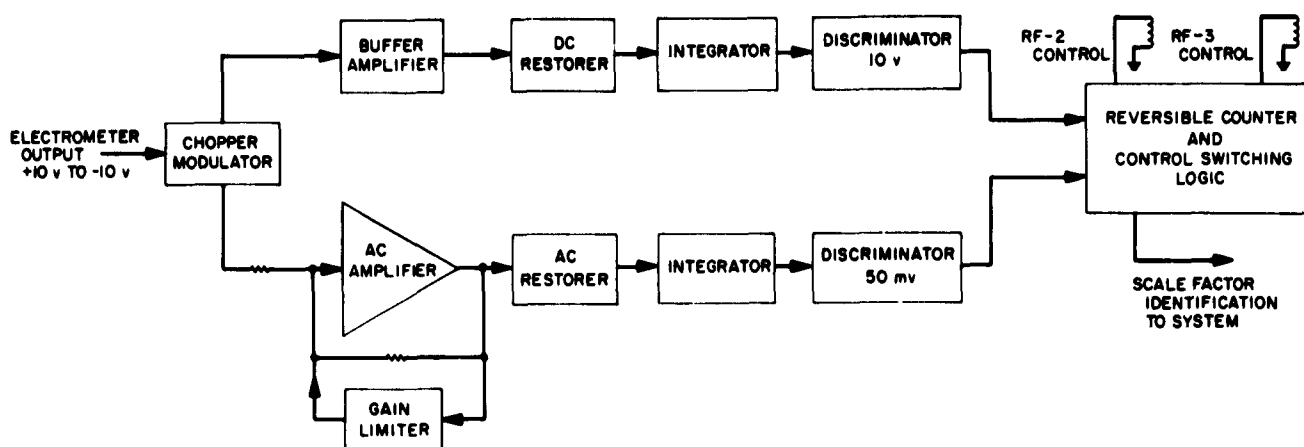 BUFFER
AMPLIFIER
DC
RESTORER
INTEGRATOR
DISCRIMINATOR
10 v
RF-2
CONTROL
RF-3
CONTROL
ELECTROMETER
OUTPUT
+10 v TO -10 v
CHOPPER
MODULATOR
REVERSIBLE COUNTER
AND
CONTROL SWITCHING
LOGIC
AC
AMPLIFIER
AC
RESTORER
INTEGRATOR
DISCRIMINATOR
50 mv
SCALE FACTOR
IDENTIFICATION
TO SYSTEM
GAIN
LIMITER